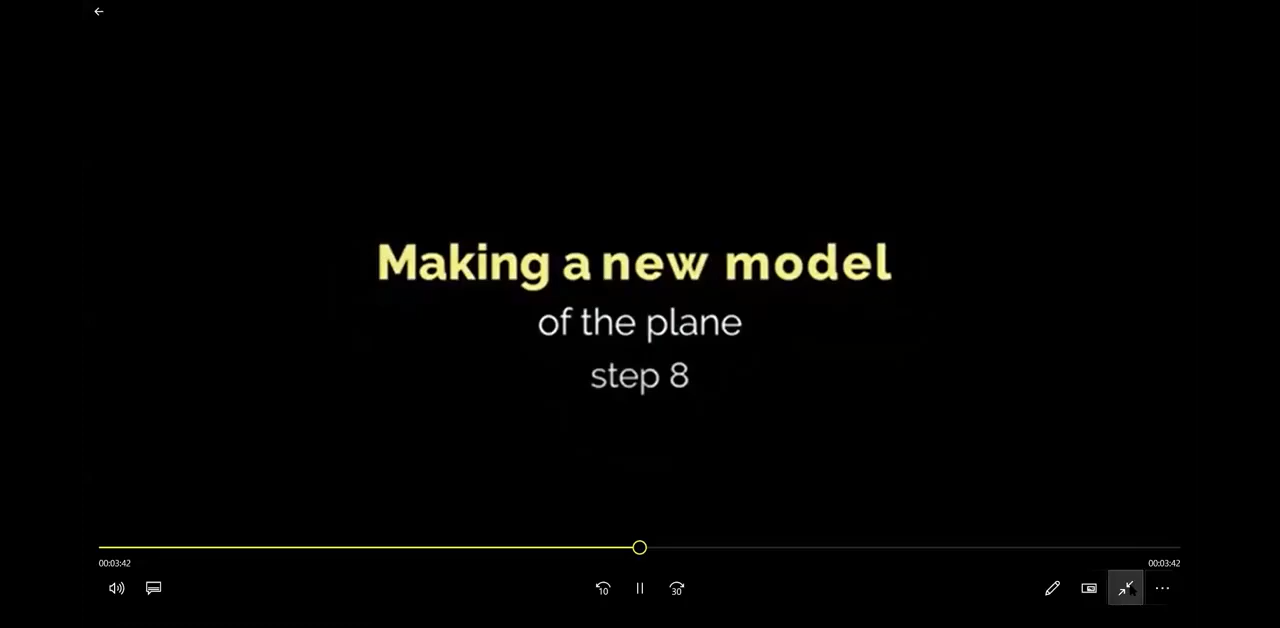 Making a new model
of the plane
step 8
00:03:42
00:03:42
10
30